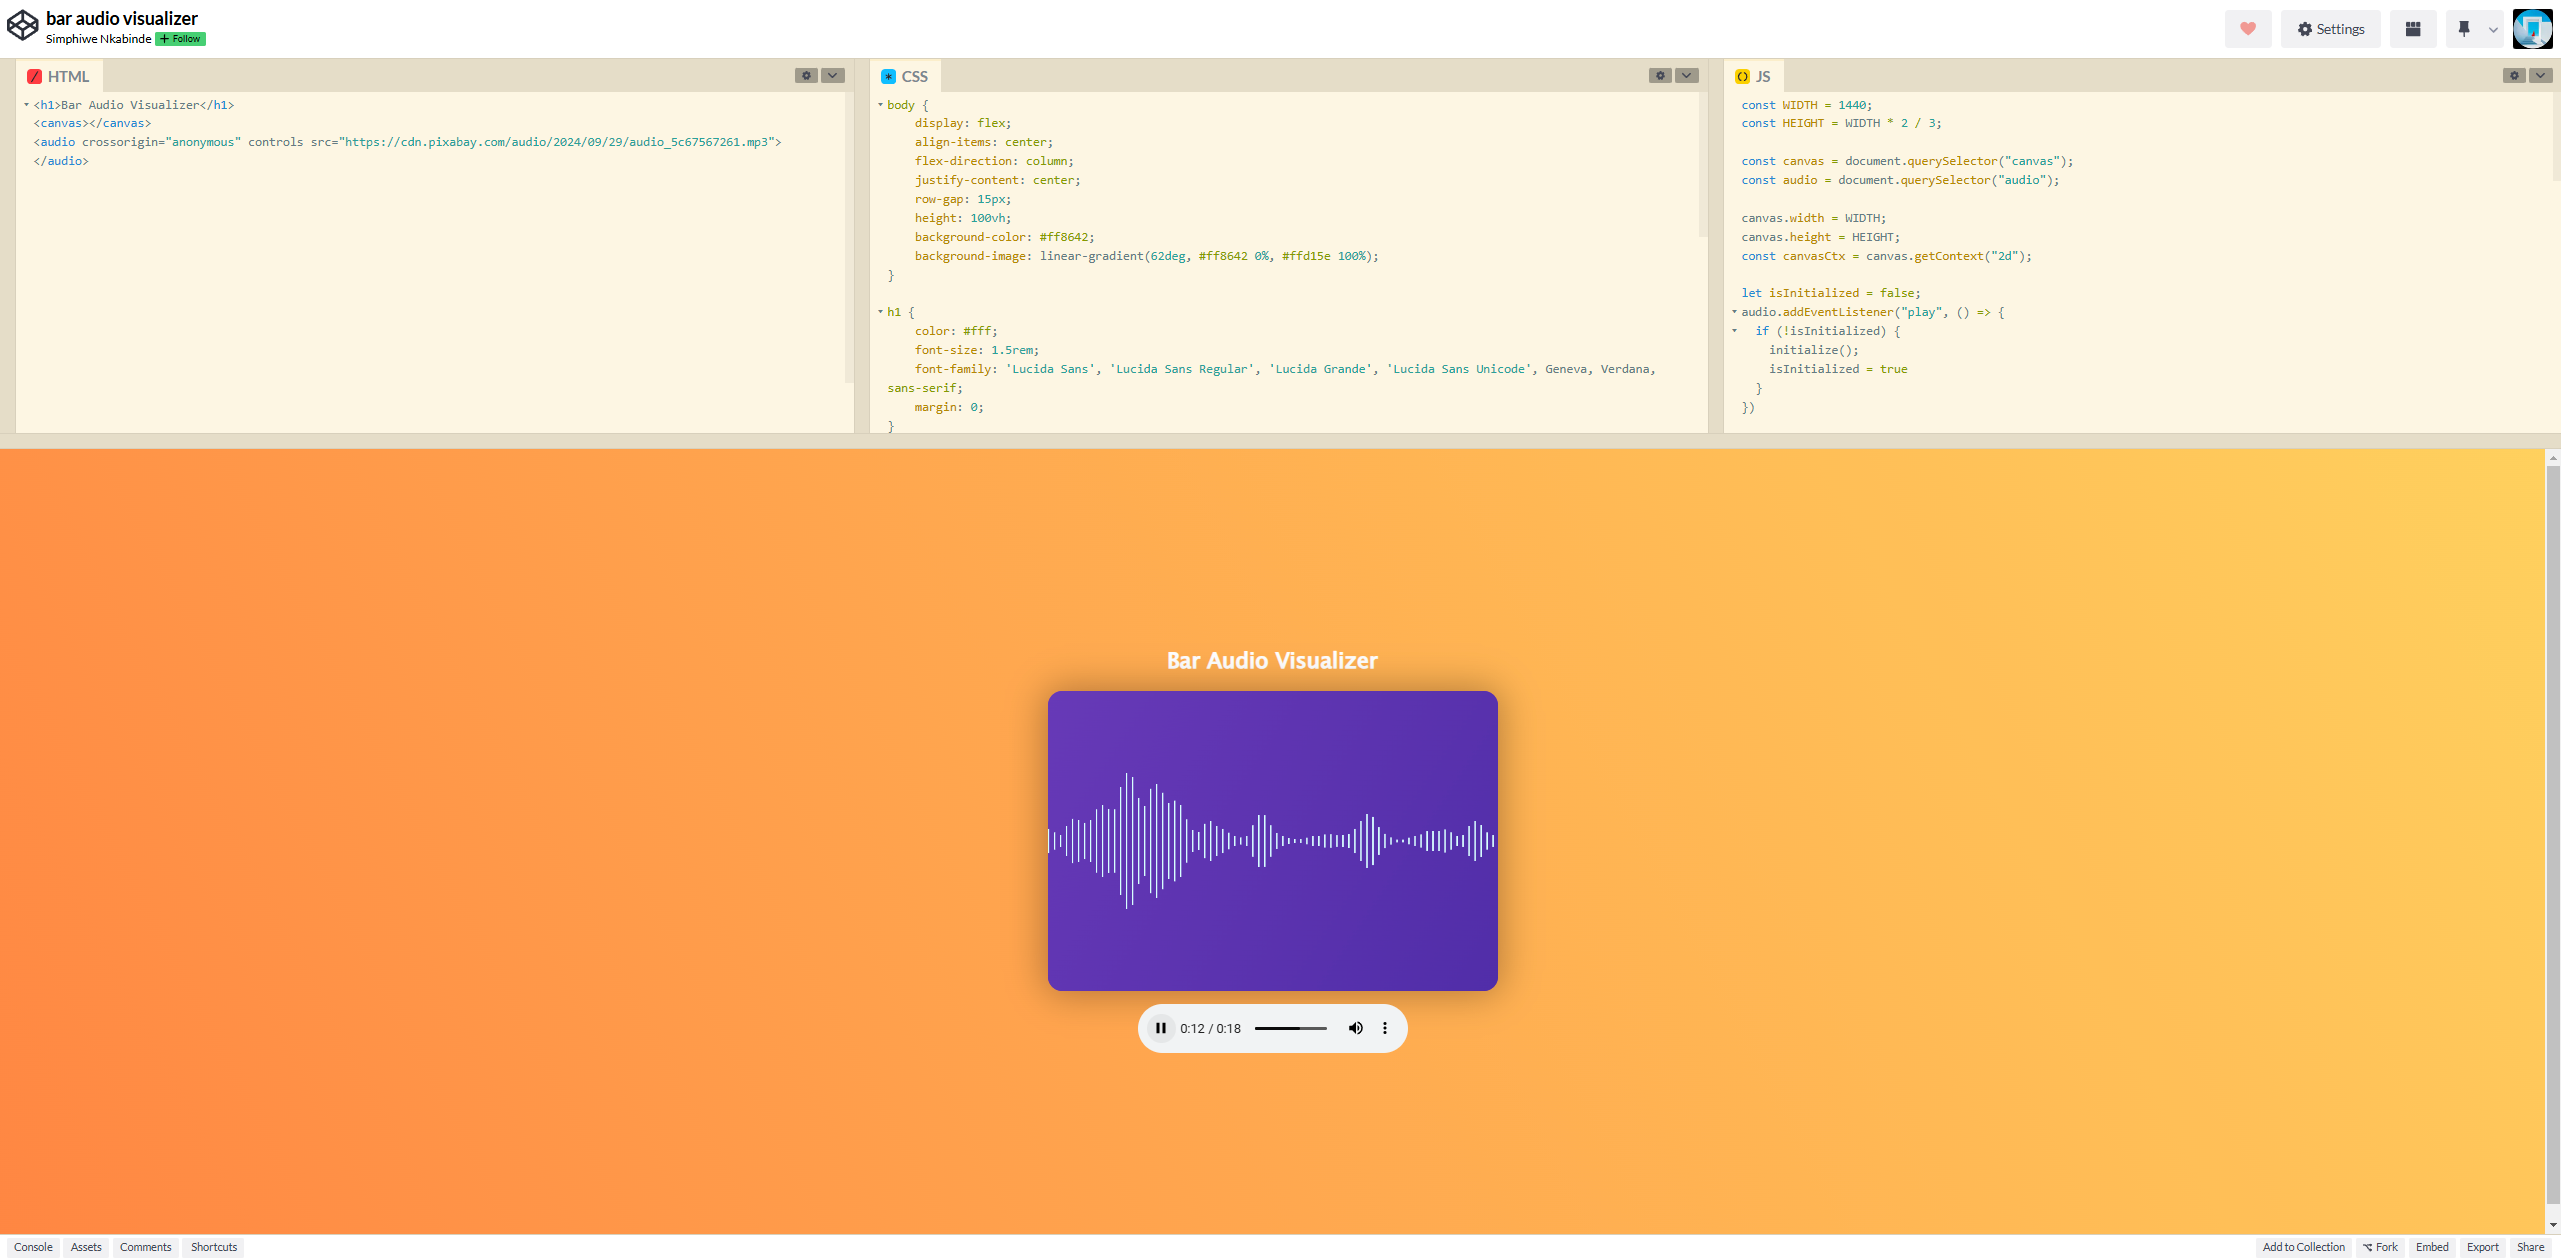 bar audio visualizer
Simphiwe Nkabinde + Follow
Settings
HTML
<h1>Bar Audio Visualizer</h1>
<canvas></canvas>
<audio crossorigin="anonymous" controls src="https://cdn.pixabay.com/audio/2024/09/29/audio_5c67567261.mp3">
</audio>
CSS
body {
display: flex;
align-items: center;
flex-direction: column;
justify-content: center;
row-gap: 15px;
height: 100vh;
background-color: #ff8642;
background-image: linear-gradient(62deg, #ff8642 0%, #ffd15e 100%);
}
h1 {
color: #fff;
font-size: 1.5rem;
font-family: 'Lucida Sans', 'Lucida Sans Regular', 'Lucida Grande', 'Lucida Sans Unicode', Geneva, Verdana,
sans-serif;
margin: 0;
}
JS
const WIDTH = 1440;
const HEIGHT = WIDTH * 2 / 3;
const canvas = document.querySelector("canvas");
const audio = document.querySelector("audio");
canvas.width = WIDTH;
canvas.height = HEIGHT;
const canvasCtx = canvas.getContext("2d");
let isInitialized = false;
audio.addEventListener("play", () => {
if (!isInitialized) {
initialize();
isInitialized = true
}
})
Bar Audio Visualizer
0:12 / 0:18
Console Assets Comments Shortcuts
Add to Collection Fork Embed Export Share